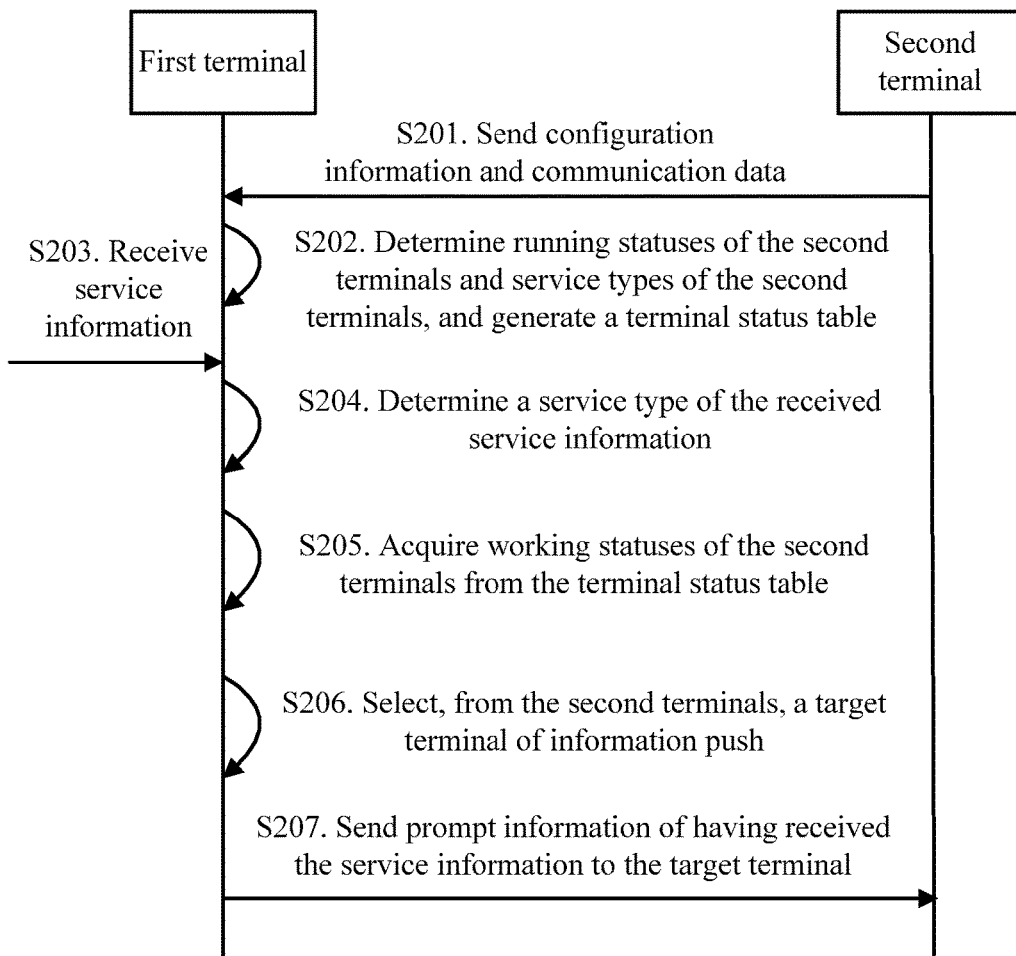 First terminal
Second
terminal
S201. Send configuration
information and communication data
S202. Determine running statuses of the second
terminals and service types of the second
terminals, and generate a terminal status table
S203. Receive
service
information
S204. Determine a service type of the received
service information
S205. Acquire working statuses of the second
terminals from the terminal status table
S206. Select, from the second terminals, a target
terminal of information push
S207. Send prompt information of having received
the service information to the target terminal